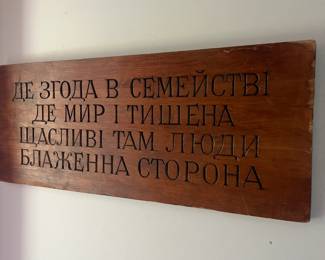 ДЕ ЗГОДА В СЕМЕЙСТВІ
ДЕ МИР І ТИШЕНА
ЩАСЛИВІ ТАМ ЛЮДИ
БЛАЖЕННА СТОРОНА